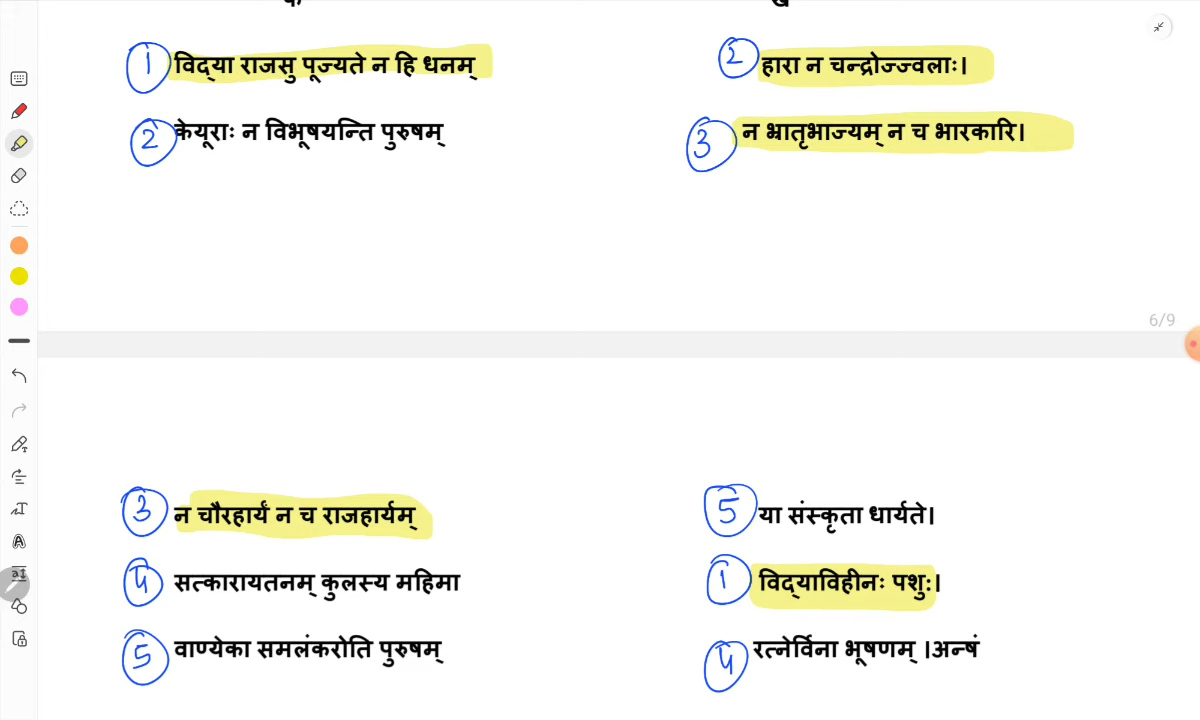 1 विद्या राजसु पूज्यते न हि धनम् 2 हारा न चन्द्रोज्ज्वलाः।
2 केयूराः न विभूषयन्ति पुरुषम् 3 न भ्रातृभाज्यम् न च भारकारि।
6/9
3 न चौरहार्यं न च राजहार्यम् 5 या संस्कृता धार्यते।
4 सत्कारायतनम् कुलस्य महिमा 1 विद्याविहीनः पशुः।
5 वाण्येका समलंकरोति पुरुषम् 4 रत्नेर्विना भूषणम् ।अन्षं